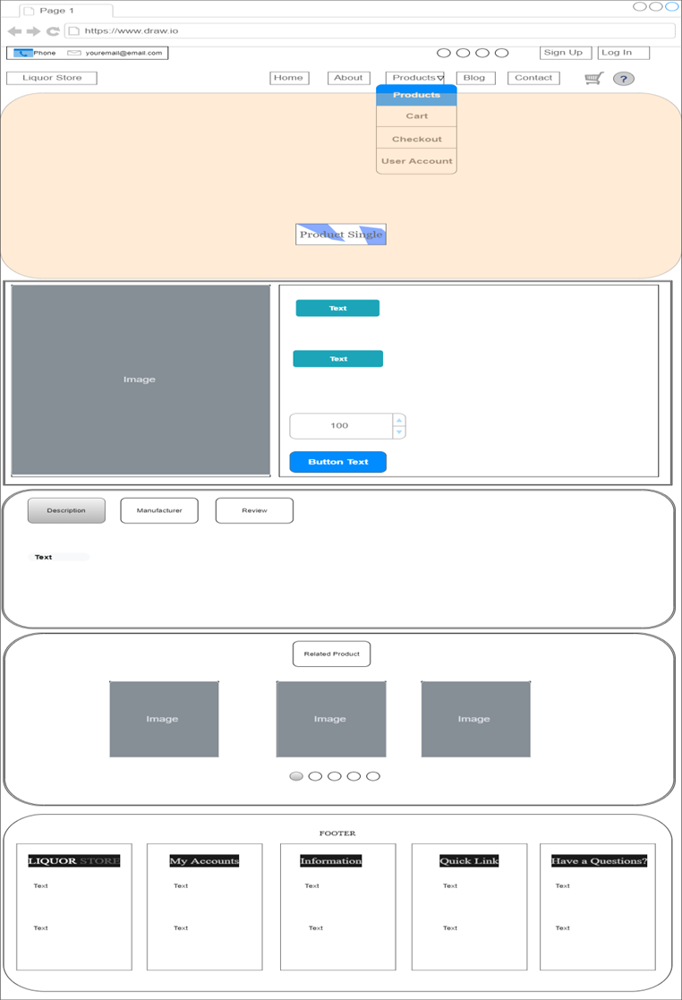 Page 1
https://www.draw.io
Phone youremail@email.com Sign Up Log In
Liquor Store Home About Products Blog Contact ?
Products
Cart
Checkout
User Account
Product Single
Image
Text
Text
100
Button Text
Description Manufacturer Review
Text
Related Product
Image Image Image
FOOTER
LIQUOR STORE My Accounts Information Quick Link Have a Questions?
Text Text Text Text Text
Text Text Text Text Text